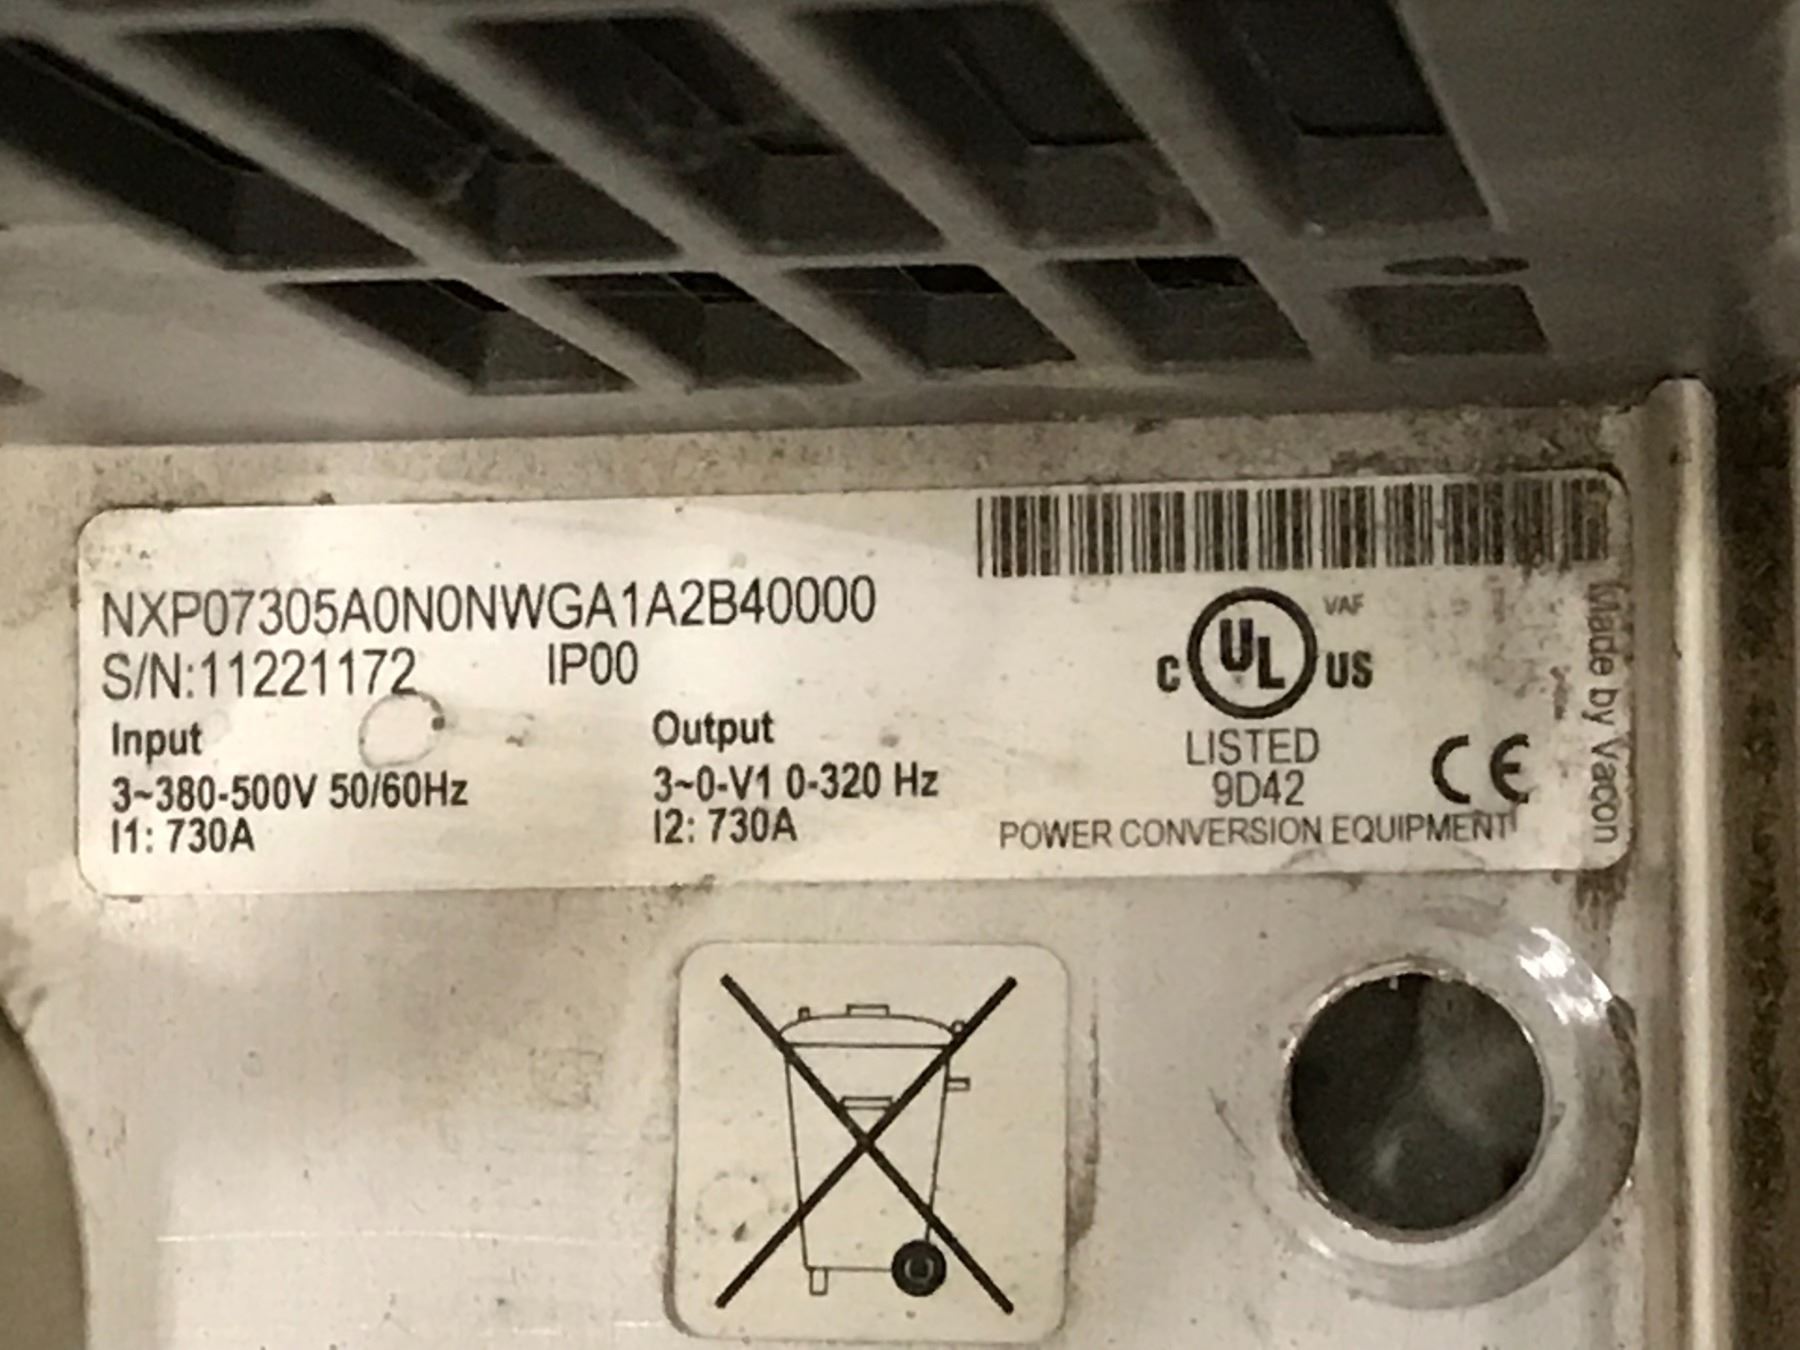 NXP07305A0N0NWGA1A2B40000
S/N:11221172 IP00
Input
3~380-500V 50/60Hz
I1: 730A
Output
3~0-V1 0-320 Hz
I2: 730A
VAF
C UL US
LISTED
9D42
CE
POWER CONVERSION EQUIPMENT
Made by Vacon